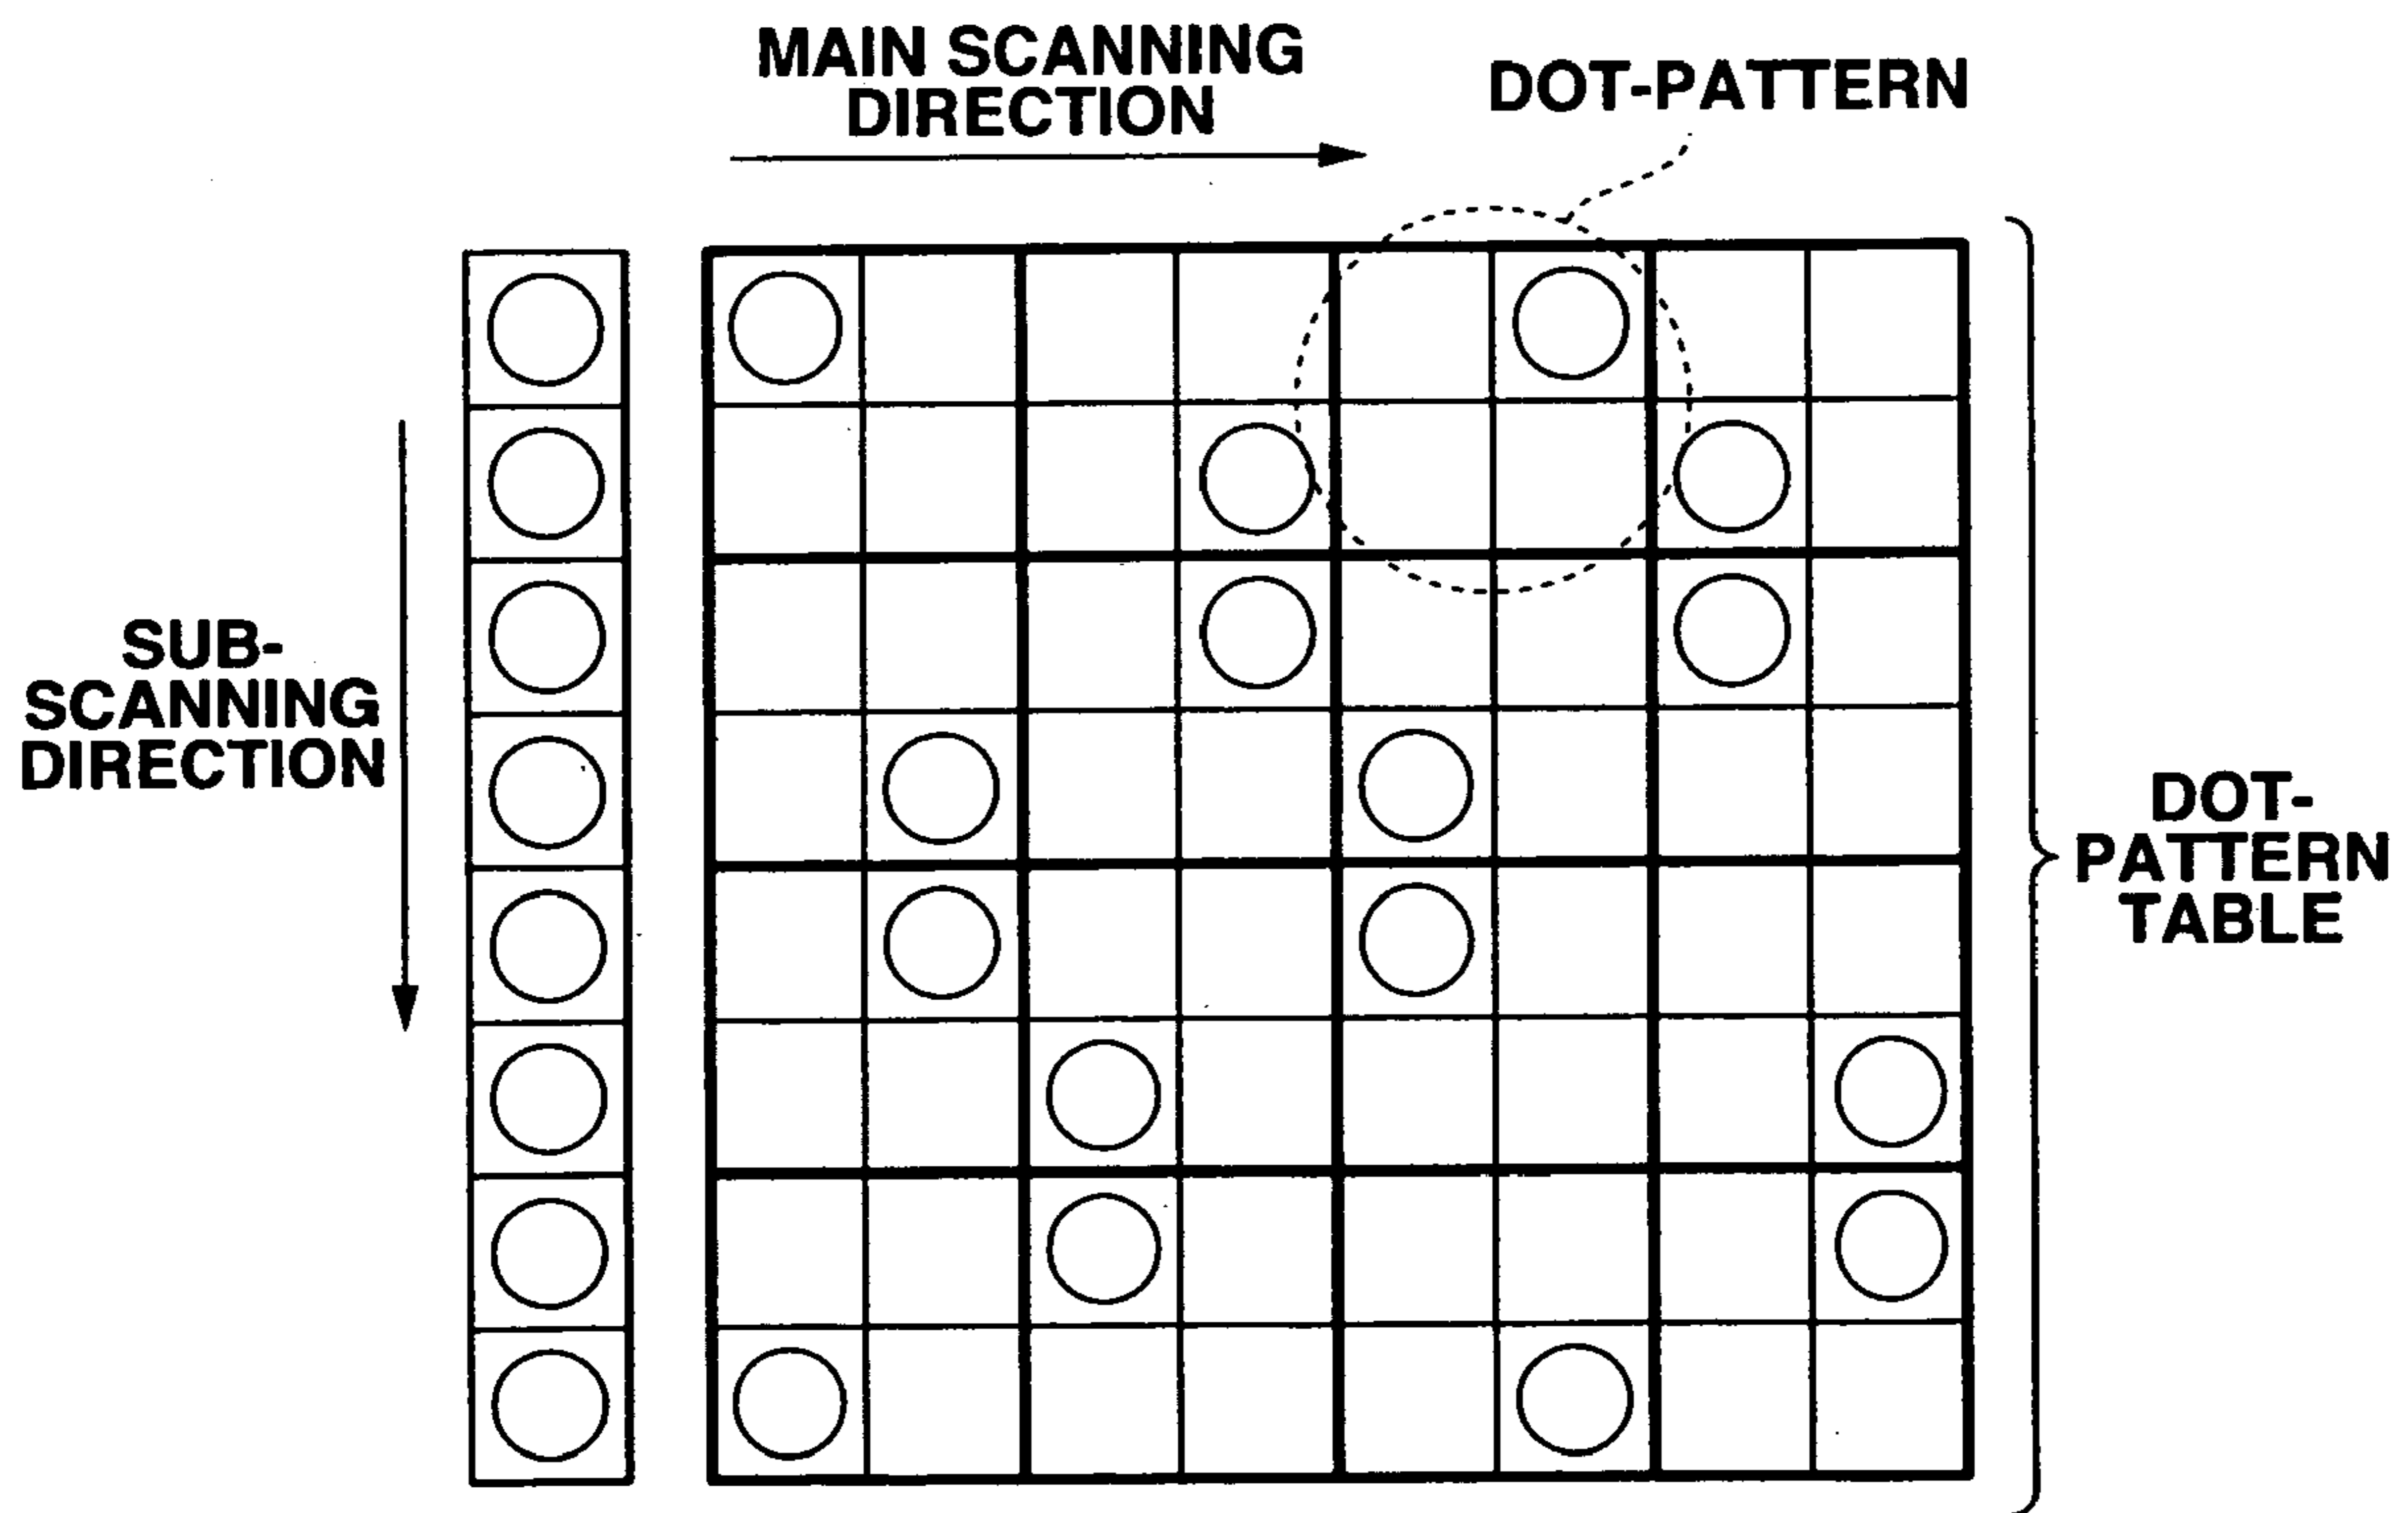 MAIN SCANNING
DIRECTION
DOT-PATTERN
SUB-
SCANNING
DIRECTION
DOT-
PATTERN
TABLE